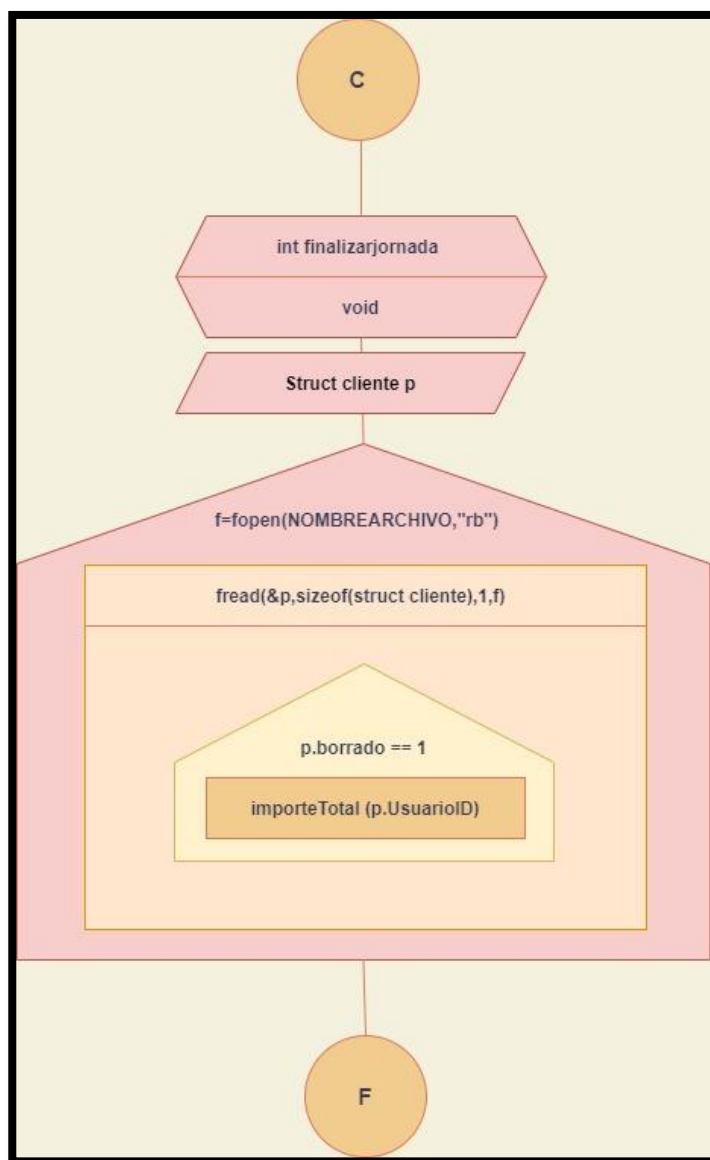 C
int finalizarjornada
void
Struct cliente p
f=fopen(NOMBREARCHIVO,"rb")
fread(&p,sizeof(struct cliente),1,f)
p.borrado == 1
importeTotal (p.UsuarioID)
F